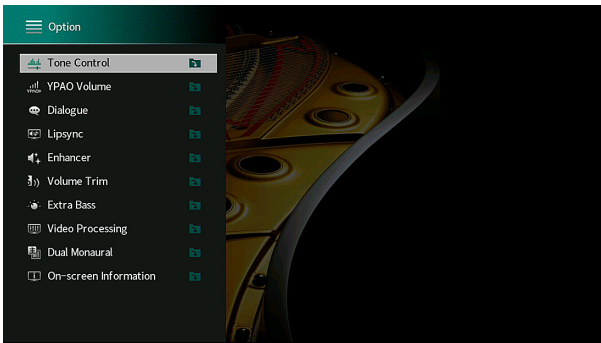 Option
Tone Control
YPAO Volume
Dialogue
Lipsync
Enhancer
Volume Trim
Extra Bass
Video Processing
Dual Monaural
On-screen Information